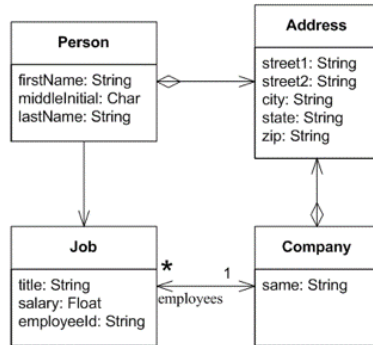 Person
firstName: String
middleInitial: Char
lastName: String
Address
street1: String
street2: String
city: String
state: String
zip: String
Job
title: String
salary: Float
employeeId: String
*
employees
1
Company
same: String